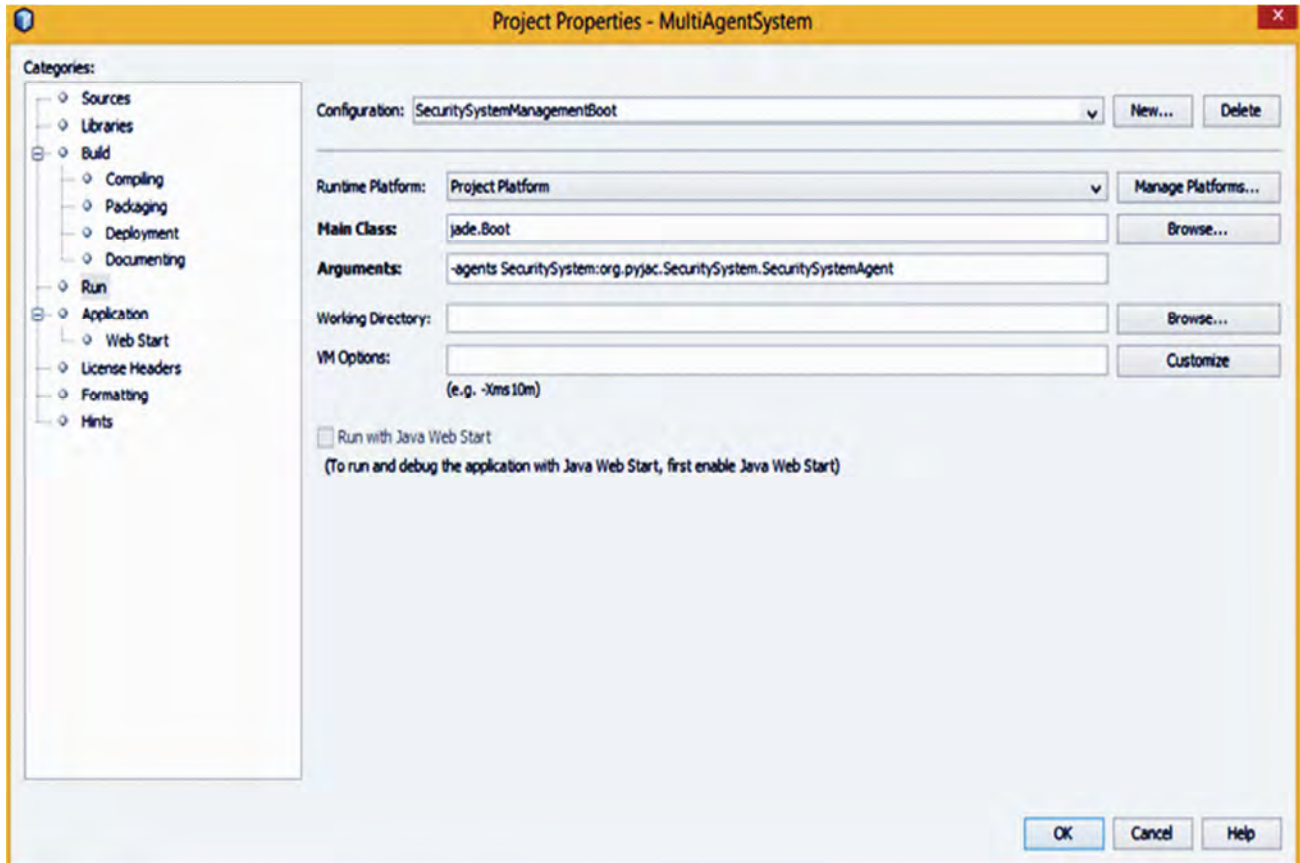 Project Properties - MultiAgentSystem
Categories:
Sources
Libraries
Build
Compiling
Packaging
Deployment
Documenting
Run
Application
Web Start
License Headers
Formatting
Hints
Configuration: SecuritySystemManagementBoot New... Delete
Runtime Platform: Project Platform Manage Platforms...
Main Class: jade.Boot Browse...
Arguments: -agents SecuritySystem:org.pyjac.SecuritySystem.SecuritySystemAgent
Working Directory: Browse...
VM Options: Customize
(e.g. -Xms10m)
Run with Java Web Start
(To run and debug the application with Java Web Start, first enable Java Web Start)
OK Cancel Help